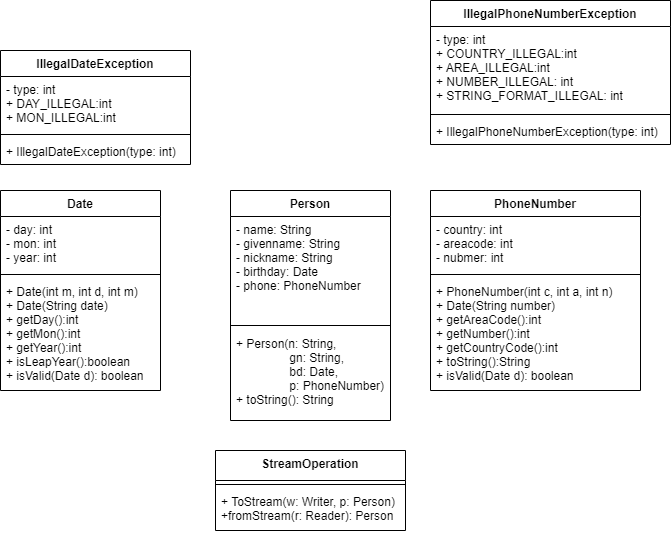 IllegalDateException
- type: int
+ DAY_ILLEGAL:int
+ MON_ILLEGAL:int
+ IllegalDateException(type: int)
IllegalPhoneNumberException
- type: int
+ COUNTRY_ILLEGAL:int
+ AREA_ILLEGAL:int
+ NUMBER_ILLEGAL: int
+ STRING_FORMAT_ILLEGAL: int
+ IllegalPhoneNumberException(type: int)
Date
- day: int
- mon: int
- year: int
+ Date(int m, int d, int m)
+ Date(String date)
+ getDay():int
+ getMon():int
+ getYear():int
+ isLeapYear():boolean
+ isValid(Date d): boolean
Person
- name: String
- givenname: String
- nickname: String
- birthday: Date
- phone: PhoneNumber
+ Person(n: String,
gn: String,
bd: Date,
p: PhoneNumber)
+ toString(): String
PhoneNumber
- country: int
- areacode: int
- nubmer: int
+ PhoneNumber(int c, int a, int n)
+ Date(String number)
+ getAreaCode():int
+ getNumber():int
+ getCountryCode():int
+ toString():String
+ isValid(Date d): boolean
StreamOperation
+ ToStream(w: Writer, p: Person)
+fromStream(r: Reader): Person